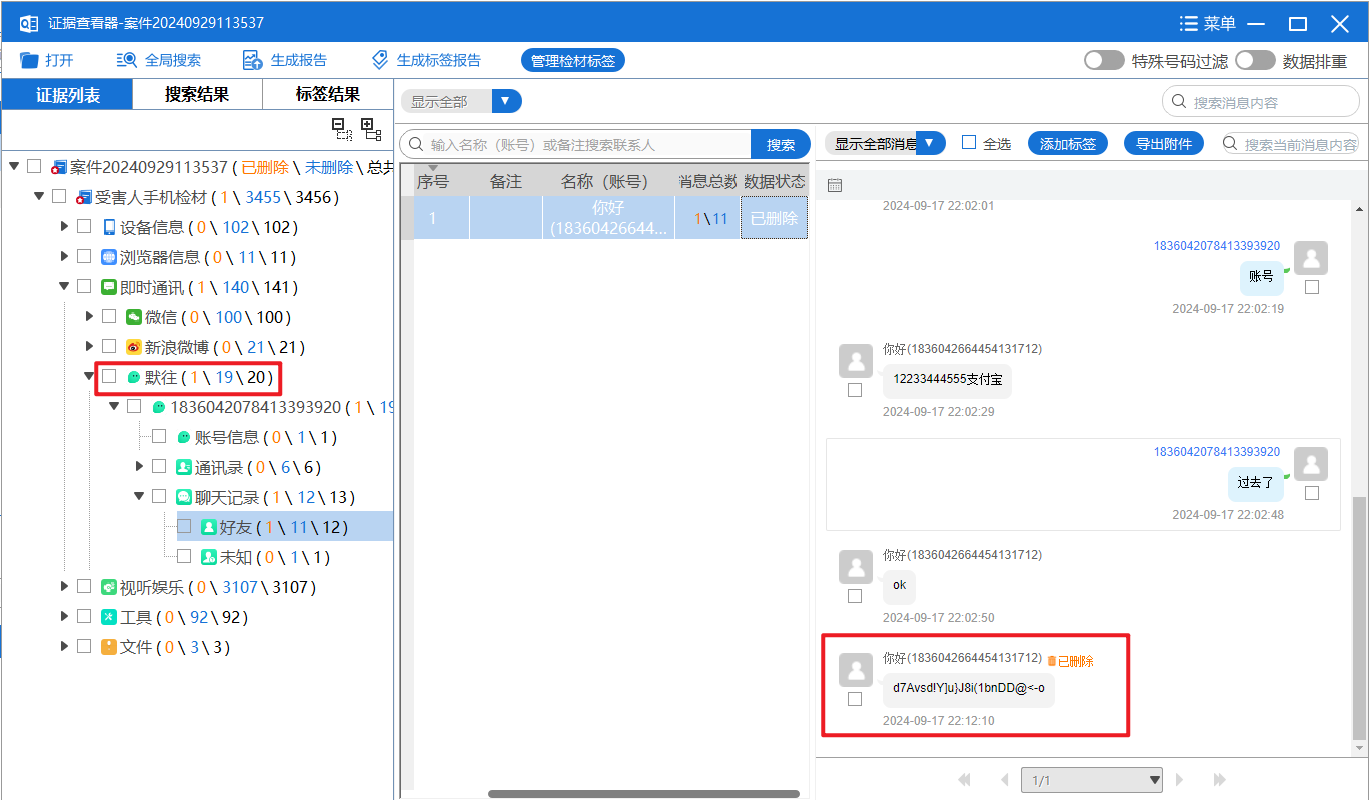 证据查看器-案件20240929113537
菜单
打开
全局搜索
生成报告
生成标签报告
管理检材标签
特殊号码过滤
数据排重
证据列表
搜索结果
标签结果
案件20240929113537 ( 已删除 \ 未删除 \ 总共
受害人手机检材 ( 1 \ 3455 \ 3456 )
设备信息 ( 0 \ 102 \ 102 )
浏览器信息 ( 0 \ 11 \ 11 )
即时通讯 ( 1 \ 140 \ 141 )
微信 ( 0 \ 100 \ 100 )
新浪微博 ( 0 \ 21 \ 21 )
默往 ( 1 \ 19 \ 20 )
1836042078413393920 ( 1 \ 19
账号信息 ( 0 \ 1 \ 1 )
通讯录 ( 0 \ 6 \ 6 )
聊天记录 ( 1 \ 12 \ 13 )
好友 ( 1 \ 11 \ 12 )
未知 ( 0 \ 1 \ 1 )
视听娱乐 ( 0 \ 3107 \ 3107 )
工具 ( 0 \ 92 \ 92 )
文件 ( 0 \ 3 \ 3 )
显示全部
搜索消息内容
输入名称（账号）或备注搜索联系人
搜索
序号 备注 名称（账号） 消息总数 数据状态
1 你好 1\11 已删除
(18360426644...
显示全部消息
全选
添加标签
导出附件
搜索当前消息内容
2024-09-17 22:02:01
1836042078413393920
账号
2024-09-17 22:02:19
你好(1836042664454131712)
12233444555支付宝
2024-09-17 22:02:29
1836042078413393920
过去了
2024-09-17 22:02:48
你好(1836042664454131712)
ok
2024-09-17 22:02:50
你好(1836042664454131712) 已删除
d7Avsd!Y]u}J8i(1bnDD@<-o
2024-09-17 22:12:10
1/1